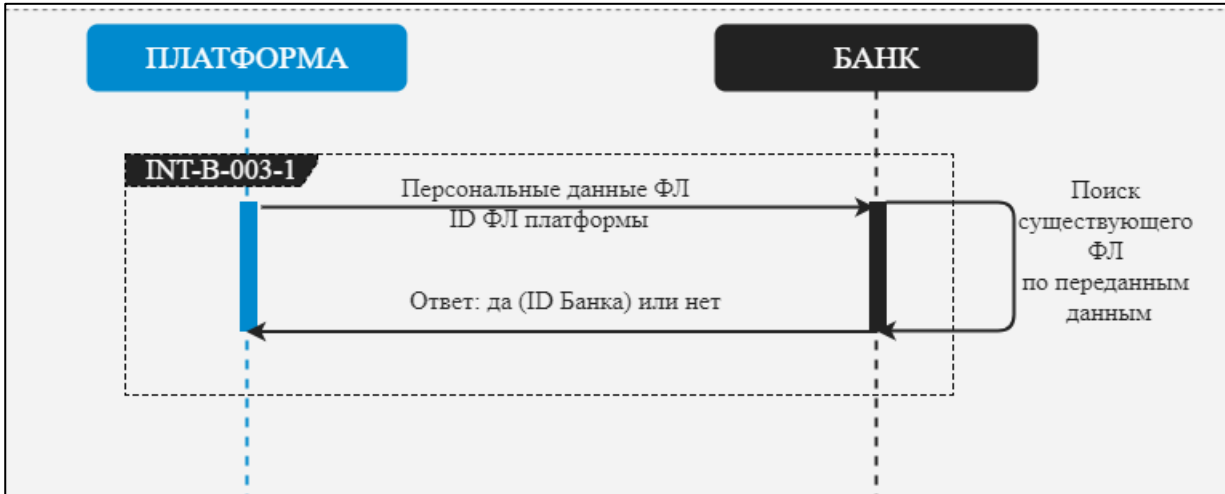 ПЛАТФОРМА
БАНК
INT-B-003-1
Персональные данные ФЛ
ID ФЛ платформы
Поиск
существующего
ФЛ
по переданным
данным
Ответ: да (ID Банка) или нет